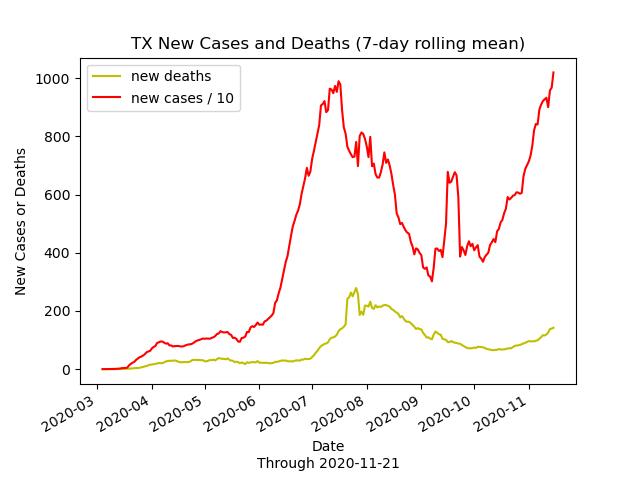 TX New Cases and Deaths (7-day rolling mean)
new deaths
new cases / 10
New Cases or Deaths
1000
800
600
400
200
0
2020-03
2020-04
2020-05
2020-06
2020-07
2020-08
2020-09
2020-10
2020-11
Date
Through 2020-11-21